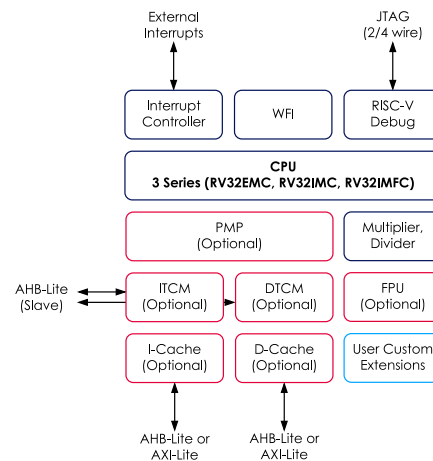 External
Interrupts
JTAG
(2/4 wire)
Interrupt
Controller
WFI
RISC-V
Debug
CPU
3 Series (RV32EMC, RV32IMC, RV32IMFC)
PMP
(Optional)
Multiplier,
Divider
AHB-Lite
(Slave)
ITCM
(Optional)
DTCM
(Optional)
FPU
(Optional)
I-Cache
(Optional)
D-Cache
(Optional)
User Custom
Extensions
AHB-Lite or
AXI-Lite
AHB-Lite or
AXI-Lite